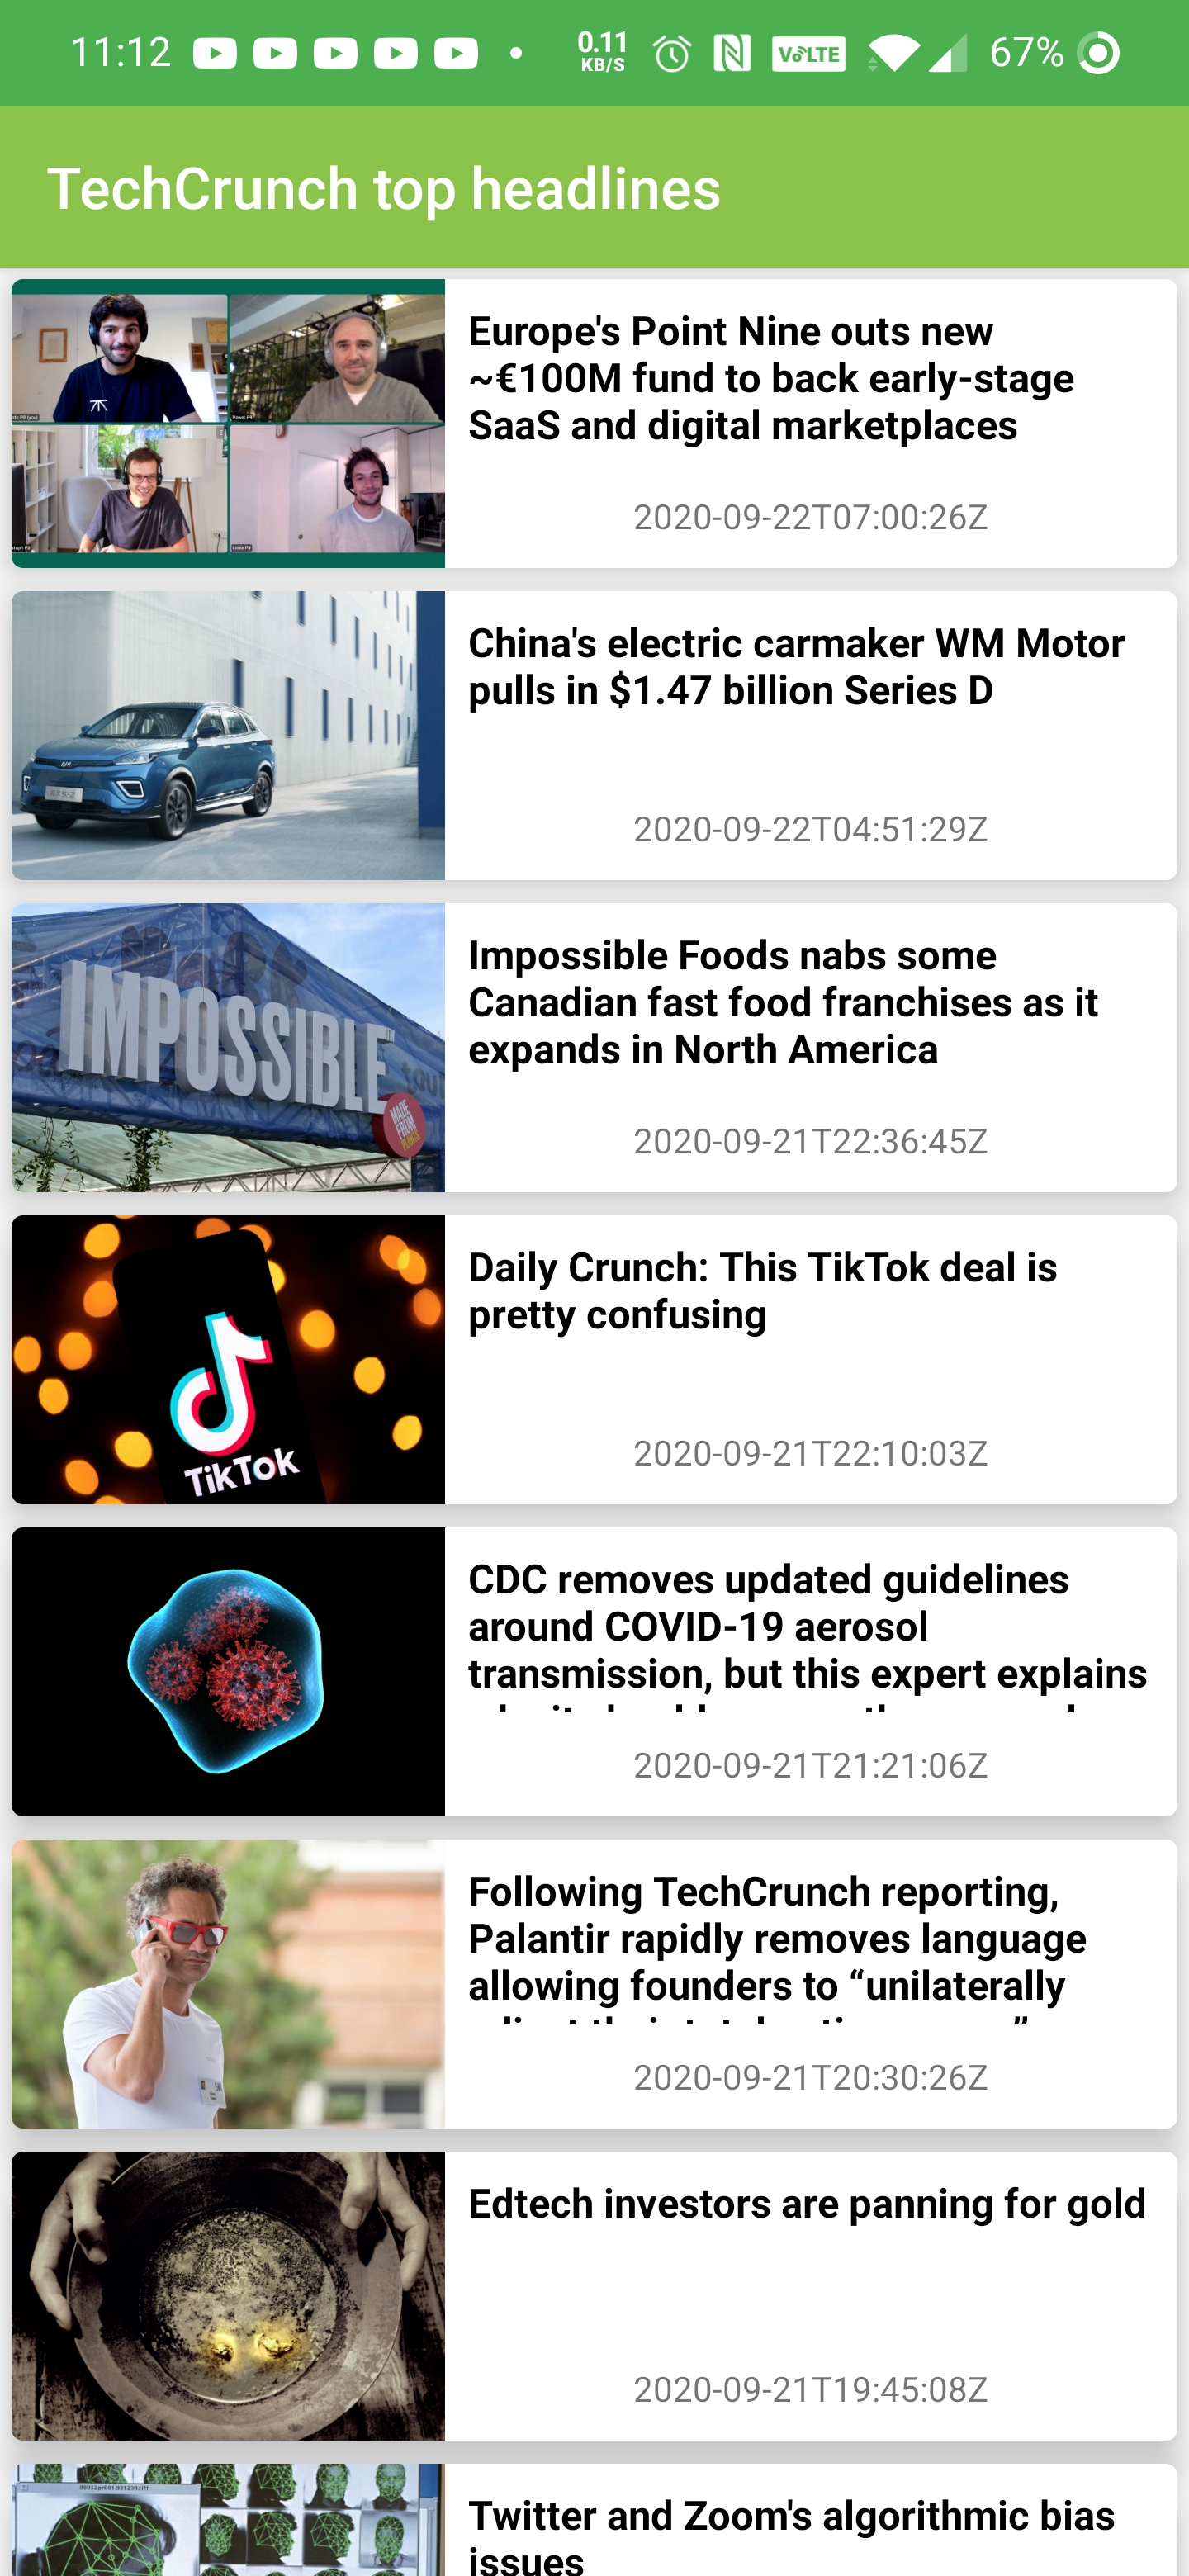 11:12
0.11
KB/S
VoLTE
67%
TechCrunch top headlines
Europe's Point Nine outs new
~€100M fund to back early-stage
SaaS and digital marketplaces
2020-09-22T07:00:26Z
China's electric carmaker WM Motor
pulls in $1.47 billion Series D
2020-09-22T04:51:29Z
IMPOSSIBLE
MADE
FROM
PLANTS
Impossible Foods nabs some
Canadian fast food franchises as it
expands in North America
2020-09-21T22:36:45Z
TikTok
Daily Crunch: This TikTok deal is
pretty confusing
2020-09-21T22:10:03Z
CDC removes updated guidelines
around COVID-19 aerosol
transmission, but this expert explains
2020-09-21T21:21:06Z
Following TechCrunch reporting,
Palantir rapidly removes language
allowing founders to “unilaterally
2020-09-21T20:30:26Z
Edtech investors are panning for gold
2020-09-21T19:45:08Z
Twitter and Zoom's algorithmic bias
issues